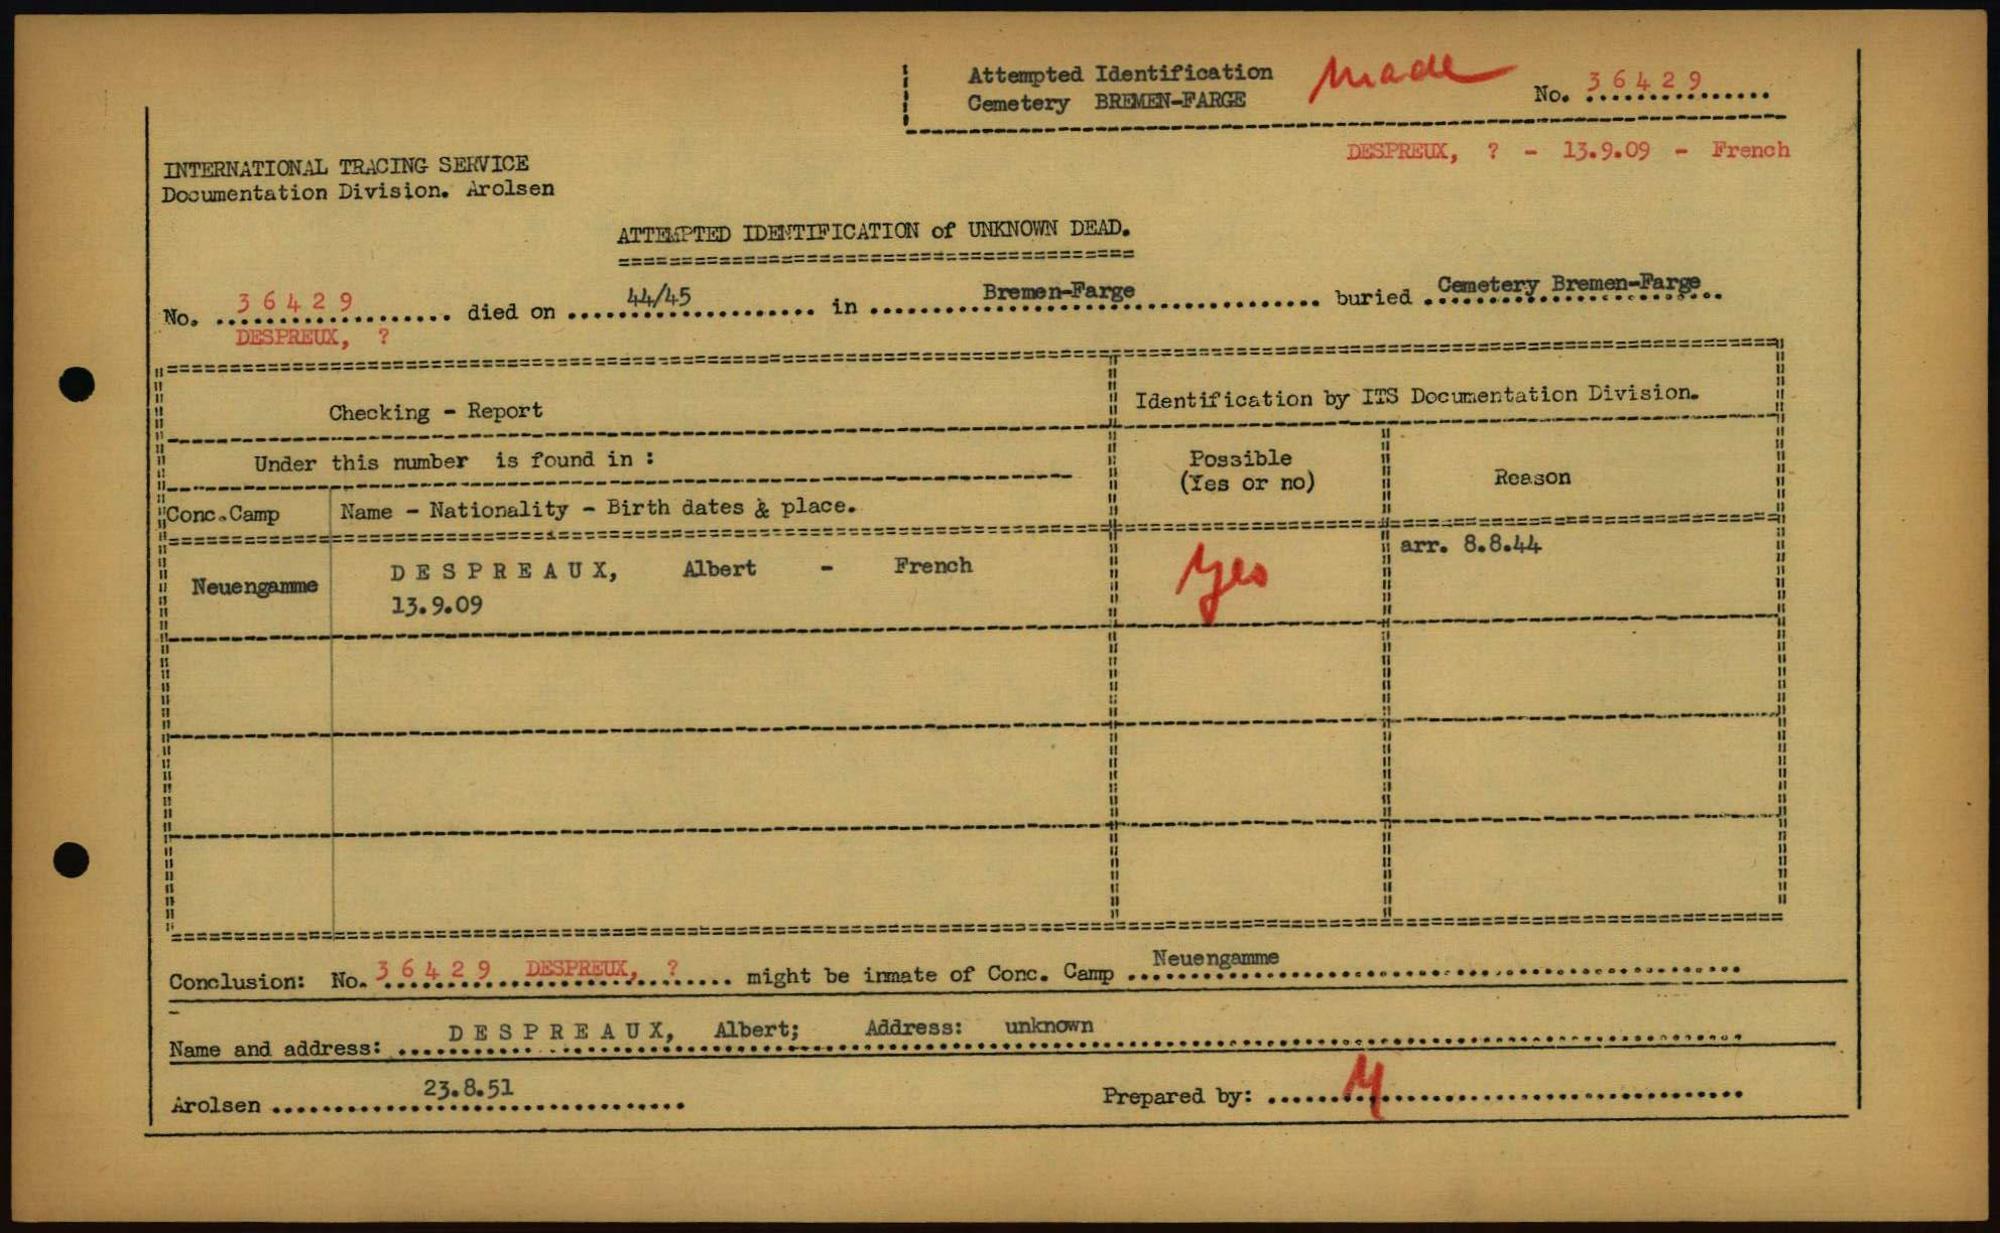 Attempted Identification made No. 36429
Cemetery BREMEN-FARGE
DESPREUX, ? - 13.9.09 - French
INTERNATIONAL TRACING SERVICE
Documentation Division. Arolsen
ATTEMPTED IDENTIFICATION of UNKNOWN DEAD.
No. 36429 died on 44/45 in Bremen-Farge buried Cemetery Bremen-Farge
DESPREUX, ?
Checking - Report
Identification by ITS Documentation Division.
Under this number is found in :
Possible
(Yes or no)
Reason
Conc.Camp
Name - Nationality - Birth dates & place.
Neuengamme
DESPREAUX, Albert - French
13.9.09
Yes
arr. 8.8.44
Conclusion: No. 36429 DESPREUX, ? might be inmate of Conc. Camp Neuengamme
Name and address: DESPREAUX, Albert; Address: unknown
Arolsen 23.8.51
Prepared by: